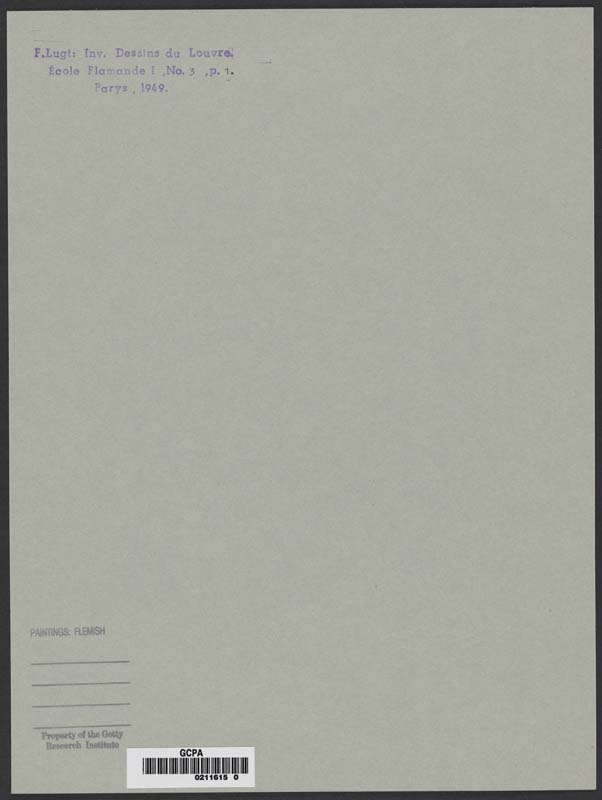 F.Lugt: Inv. Dessins du Louvre.
École Flamande I ,No. 3 ,p. 1.
Parys , 1949.
PAINTINGS: FLEMISH
Property of the Getty
Research Institute
GCPA
0211615 0